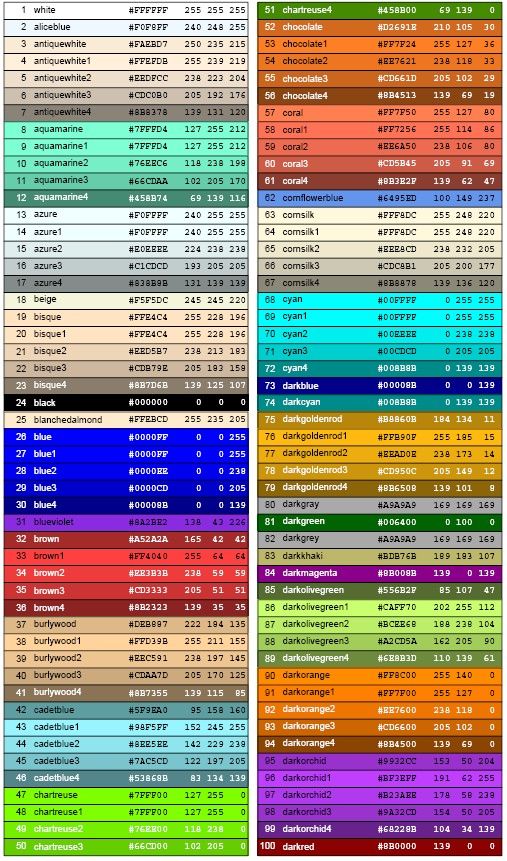 1 white #FFFFFF 255 255 255
2 aliceblue #F0F8FF 240 248 255
3 antiquewhite #FAEBD7 250 235 215
4 antiquewhite1 #FFEFDB 255 239 219
5 antiquewhite2 #EEDFCC 238 223 204
6 antiquewhite3 #CDC0B0 205 192 176
7 antiquewhite4 #8B8378 139 131 120
8 aquamarine #7FFFD4 127 255 212
9 aquamarine1 #7FFFD4 127 255 212
10 aquamarine2 #76EEC6 118 238 198
11 aquamarine3 #66CDAA 102 205 170
12 aquamarine4 #458B74 69 139 116
13 azure #F0FFFF 240 255 255
14 azure1 #F0FFFF 240 255 255
15 azure2 #E0EEEE 224 238 238
16 azure3 #C1CDCD 193 205 205
17 azure4 #838B8B 131 139 139
18 beige #F5F5DC 245 245 220
19 bisque #FFE4C4 255 228 196
20 bisque1 #FFE4C4 255 228 196
21 bisque2 #EED5B7 238 213 183
22 bisque3 #CDB79E 205 183 158
23 bisque4 #8B7D6B 139 125 107
24 black #000000 0 0 0
25 blanchedalmond #FFEBCD 255 235 205
26 blue #0000FF 0 0 255
27 blue1 #0000FF 0 0 255
28 blue2 #0000EE 0 0 238
29 blue3 #0000CD 0 0 205
30 blue4 #00008B 0 0 139
31 blueviolet #8A2BE2 138 43 226
32 brown #A52A2A 165 42 42
33 brown1 #FF4040 255 64 64
34 brown2 #EE3B3B 238 59 59
35 brown3 #CD3333 205 51 51
36 brown4 #8B2323 139 35 35
37 burlywood #DEB887 222 184 135
38 burlywood1 #FFD39B 255 211 155
39 burlywood2 #EEC591 238 197 145
40 burlywood3 #CDAA7D 205 170 125
41 burlywood4 #8B7355 139 115 85
42 cadetblue #5F9EA0 95 158 160
43 cadetblue1 #98F5FF 152 245 255
44 cadetblue2 #8EE5EE 142 229 238
45 cadetblue3 #7AC5CD 122 197 205
46 cadetblue4 #53868B 83 134 139
47 chartreuse #7FFF00 127 255 0
48 chartreuse1 #7FFF00 127 255 0
49 chartreuse2 #76EE00 118 238 0
50 chartreuse3 #66CD00 102 205 0
51 chartreuse4 #458B00 69 139 0
52 chocolate #D2691E 210 105 30
53 chocolate1 #FF7F24 255 127 36
54 chocolate2 #EE7621 238 118 33
55 chocolate3 #CD661D 205 102 29
56 chocolate4 #8B4513 139 69 19
57 coral #FF7F50 255 127 80
58 coral1 #FF7256 255 114 86
59 coral2 #EE6A50 238 106 80
60 coral3 #CD5B45 205 91 69
61 coral4 #8B3E2F 139 62 47
62 cornflowerblue #6495ED 100 149 237
63 cornsilk #FFF8DC 255 248 220
64 cornsilk1 #FFF8DC 255 248 220
65 cornsilk2 #EEE8CD 238 232 205
66 cornsilk3 #CDC8B1 205 200 177
67 cornsilk4 #8B8878 139 136 120
68 cyan #00FFFF 0 255 255
69 cyan1 #00FFFF 0 255 255
70 cyan2 #00EEEE 0 238 238
71 cyan3 #00CDCD 0 205 205
72 cyan4 #008B8B 0 139 139
73 darkblue #00008B 0 0 139
74 darkcyan #008B8B 0 139 139
75 darkgoldenrod #B8860B 184 134 11
76 darkgoldenrod1 #FFB90F 255 185 15
77 darkgoldenrod2 #EEAD0E 238 173 14
78 darkgoldenrod3 #CD950C 205 149 12
79 darkgoldenrod4 #8B6508 139 101 8
80 darkgray #A9A9A9 169 169 169
81 darkgreen #006400 0 100 0
82 darkgrey #A9A9A9 169 169 169
83 darkkhaki #BDB76B 189 183 107
84 darkmagenta #8B008B 139 0 139
85 darkolivegreen #556B2F 85 107 47
86 darkolivegreen1 #CAFF70 202 255 112
87 darkolivegreen2 #BCEE68 188 238 104
88 darkolivegreen3 #A2CD5A 162 205 90
89 darkolivegreen4 #6E8B3D 110 139 61
90 darkorange #FF8C00 255 140 0
91 darkorange1 #FF7F00 255 127 0
92 darkorange2 #EE7600 238 118 0
93 darkorange3 #CD6600 205 102 0
94 darkorange4 #8B4500 139 69 0
95 darkorchid #9932CC 153 50 204
96 darkorchid1 #BF3EFF 191 62 255
97 darkorchid2 #B23AEE 178 58 238
98 darkorchid3 #9A32CD 154 50 205
99 darkorchid4 #68228B 104 34 139
100 darkred #8B0000 139 0 0